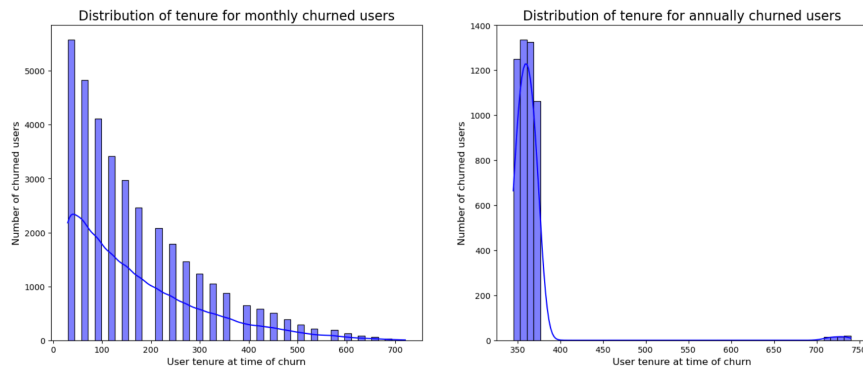 Distribution of tenure for monthly churned users
Number of churned users
5000
4000
3000
2000
1000
0
0 100 200 300 400 500 600 700
User tenure at time of churn
Distribution of tenure for annually churned users
Number of churned users
1400
1200
1000
800
600
400
200
0
350 400 450 500 550 600 650 700 750
User tenure at time of churn